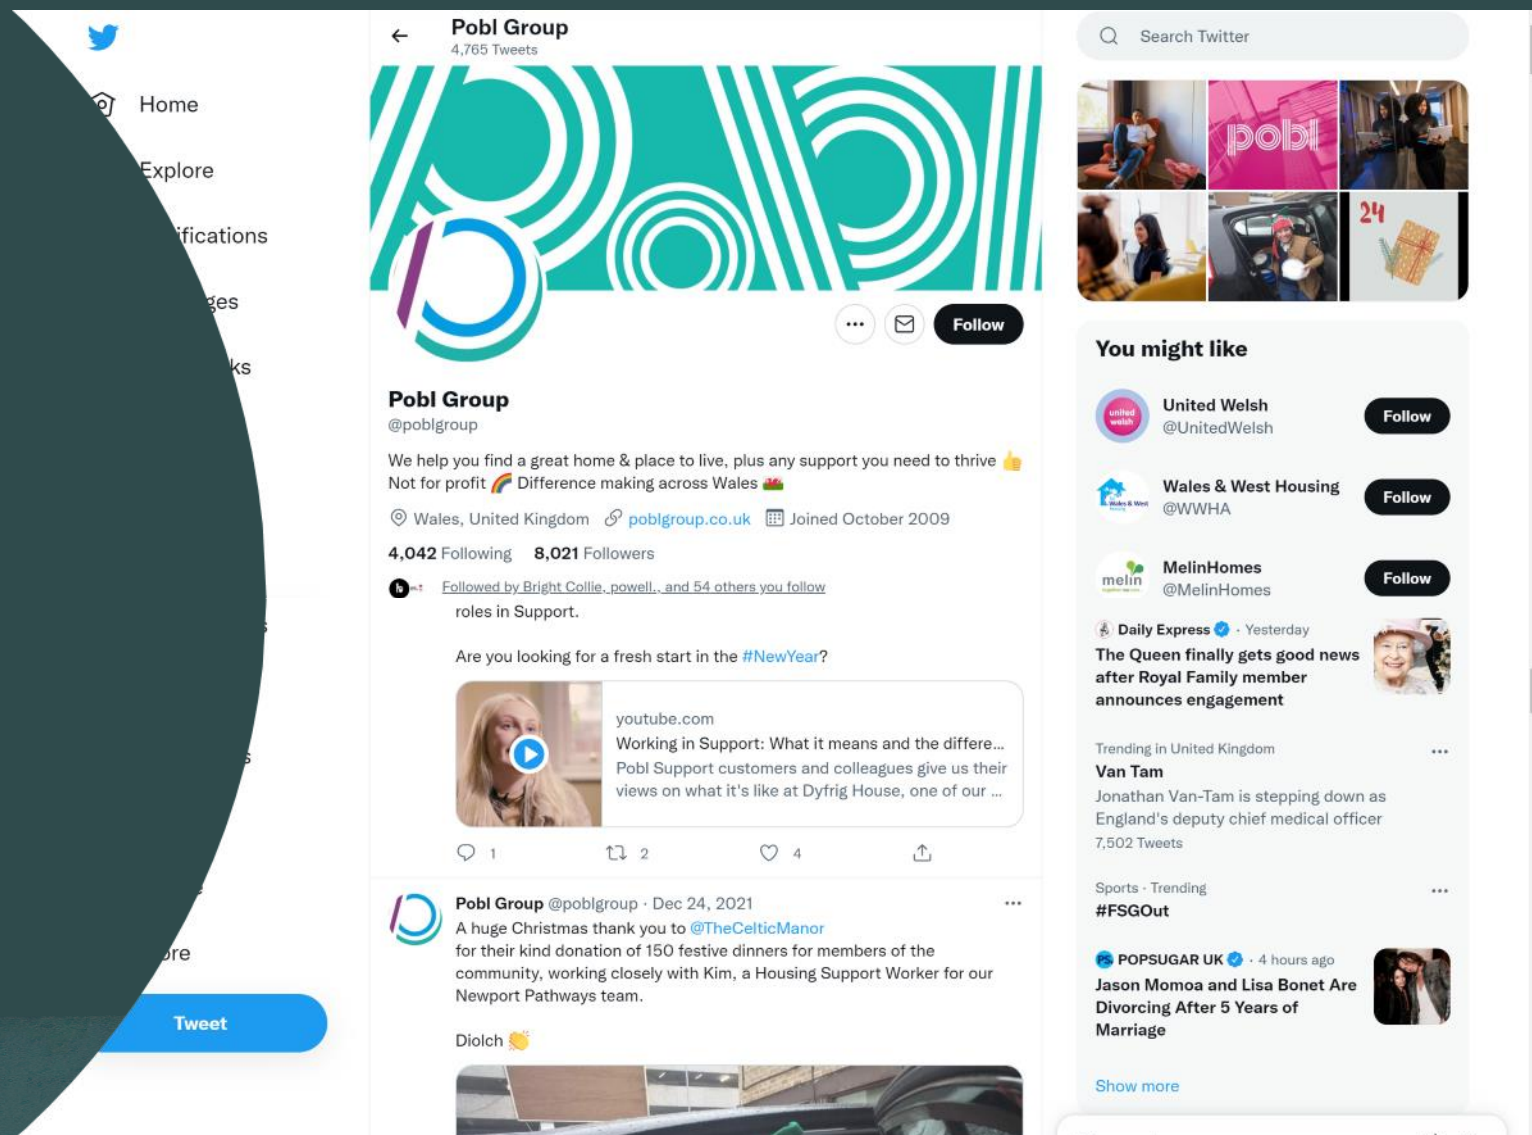 Home
Explore
ifications
ges
ks
s
s
e
ore
Tweet
Pobl Group
4,765 Tweets
Pobl Group
@poblgroup
Follow
We help you find a great home & place to live, plus any support you need to thrive 👍
Not for profit 🌈 Difference making across Wales 🏴󠁧󠁢󠁷󠁬󠁳󠁿
Wales, United Kingdom poblgroup.co.uk Joined October 2009
4,042 Following 8,021 Followers
Followed by Bright Collie, powell., and 54 others you follow
roles in Support.
Are you looking for a fresh start in the #NewYear?
youtube.com
Working in Support: What it means and the differe...
Pobl Support customers and colleagues give us their
views on what it's like at Dyfrig House, one of our ...
1 2 4
Pobl Group @poblgroup · Dec 24, 2021
A huge Christmas thank you to @TheCelticManor
for their kind donation of 150 festive dinners for members of the
community, working closely with Kim, a Housing Support Worker for our
Newport Pathways team.
Diolch 👏
Search Twitter
pobl
24
You might like
united
welsh
United Welsh
@UnitedWelsh
Follow
Wales & West
Wales & West Housing
@WWHA
Follow
melin
MelinHomes
@MelinHomes
Follow
Daily Express · Yesterday
The Queen finally gets good news
after Royal Family member
announces engagement
Trending in United Kingdom
Van Tam
Jonathan Van-Tam is stepping down as
England's deputy chief medical officer
7,502 Tweets
Sports · Trending
#FSGOut
PS
POPSUGAR UK · 4 hours ago
Jason Momoa and Lisa Bonet Are
Divorcing After 5 Years of
Marriage
Show more